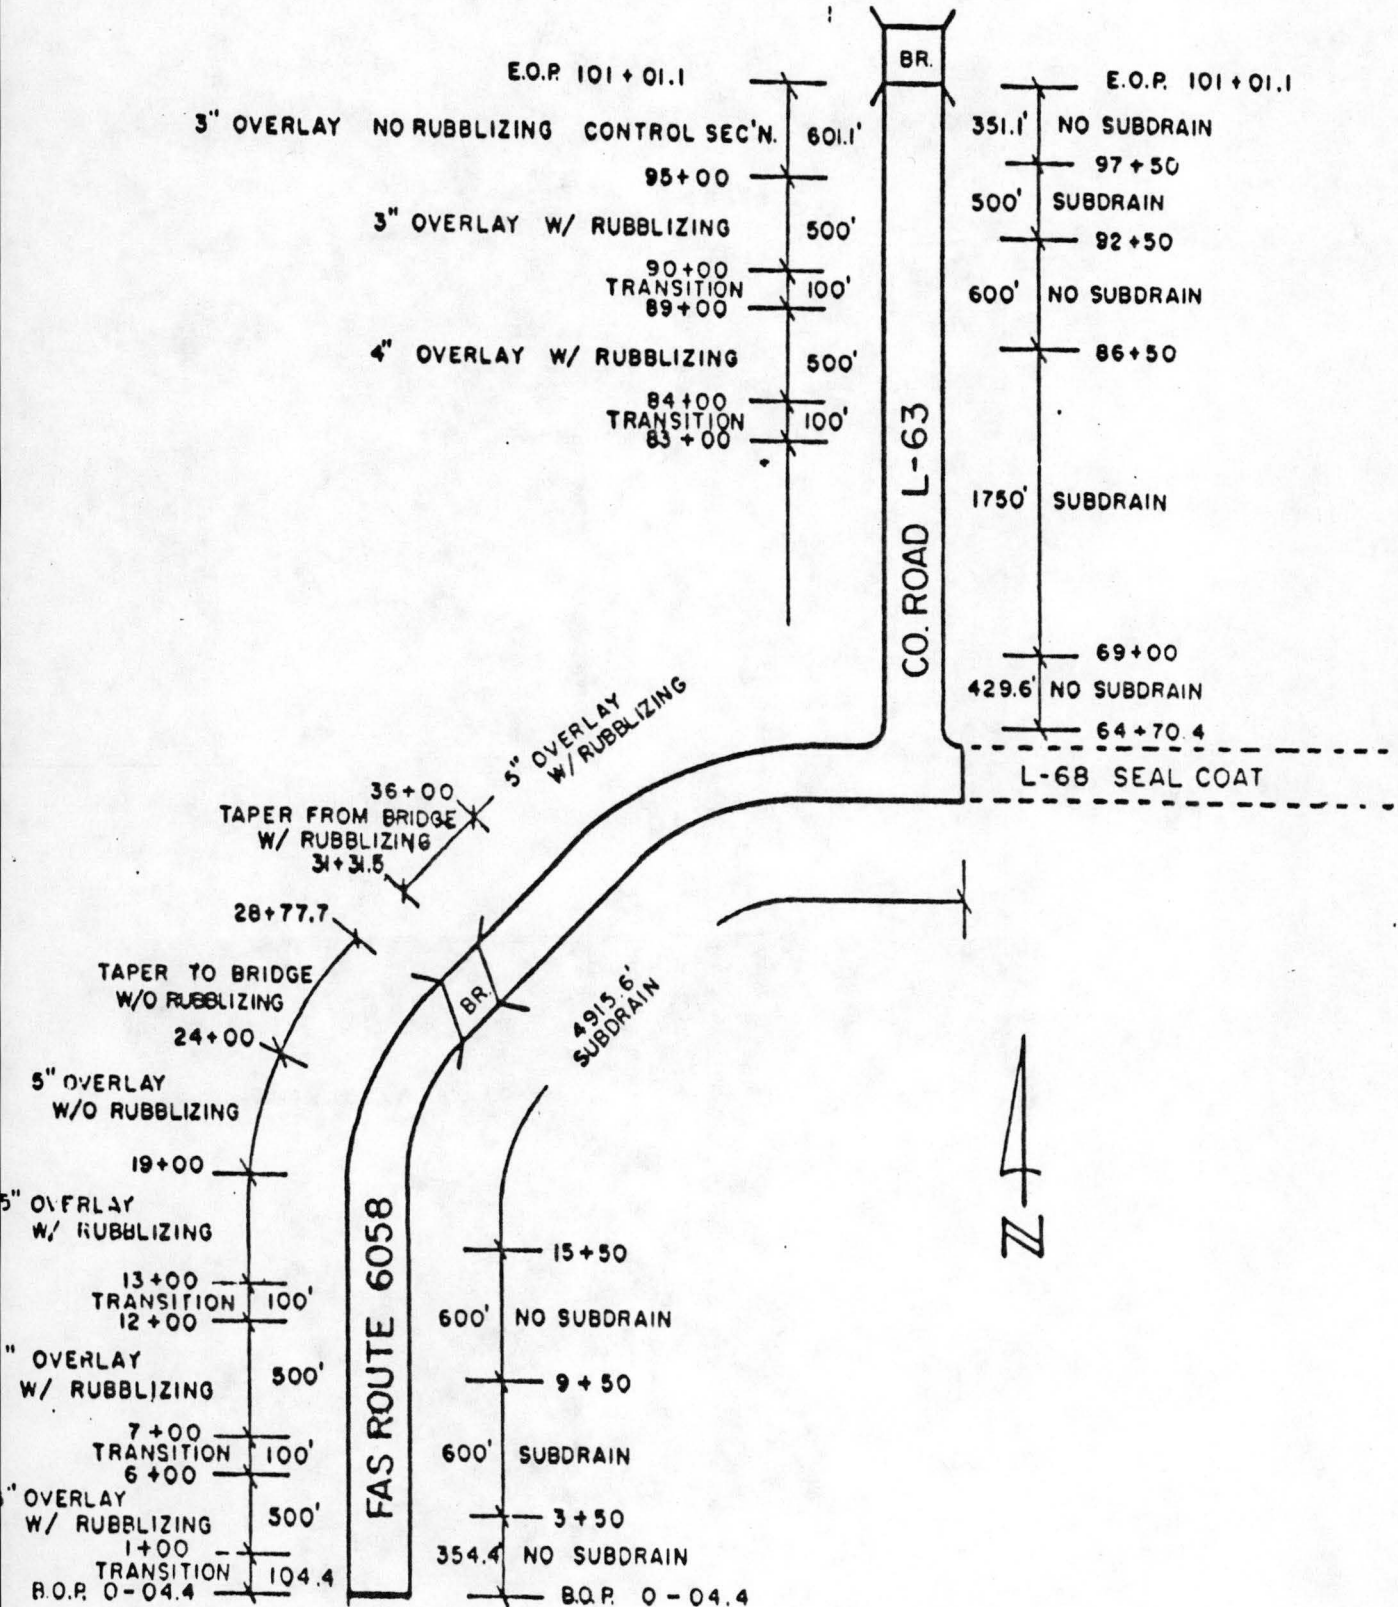 BR.
E.O.P. 101 + 01.1
3" OVERLAY NO RUBBLIZING CONTROL SEC'N. 601.1'
95+00
3" OVERLAY W/ RUBBLIZING 500'
90+00
TRANSITION 100'
89+00
4" OVERLAY W/ RUBBLIZING 500'
84+00
TRANSITION 100'
83+00
E.O.P. 101+01.1
351.1' NO SUBDRAIN
97+50
500' SUBDRAIN
92+50
600' NO SUBDRAIN
86+50
1750' SUBDRAIN
69+00
429.6' NO SUBDRAIN
64+70.4
CO. ROAD L-63
L-68 SEAL COAT
5" OVERLAY
W/ RUBBLIZING
36+00
TAPER FROM BRIDGE
W/ RUBBLIZING
31+31.5
28+77.7
TAPER TO BRIDGE
W/O RUBBLIZING
24+00
5" OVERLAY
W/O RUBBLIZING
19+00
5" OVERLAY
W/ RUBBLIZING
13+00
TRANSITION 100'
12+00
" OVERLAY
W/ RUBBLIZING 500'
7+00
TRANSITION 100'
6+00
" OVERLAY
W/ RUBBLIZING 500'
1+00
TRANSITION 104.4
B.O.P. 0-04.4
BR.
FAS ROUTE 6058
4915.6'
SUBDRAIN
15+50
600' NO SUBDRAIN
9+50
600' SUBDRAIN
3+50
354.4' NO SUBDRAIN
B.O.P. 0-04.4
N